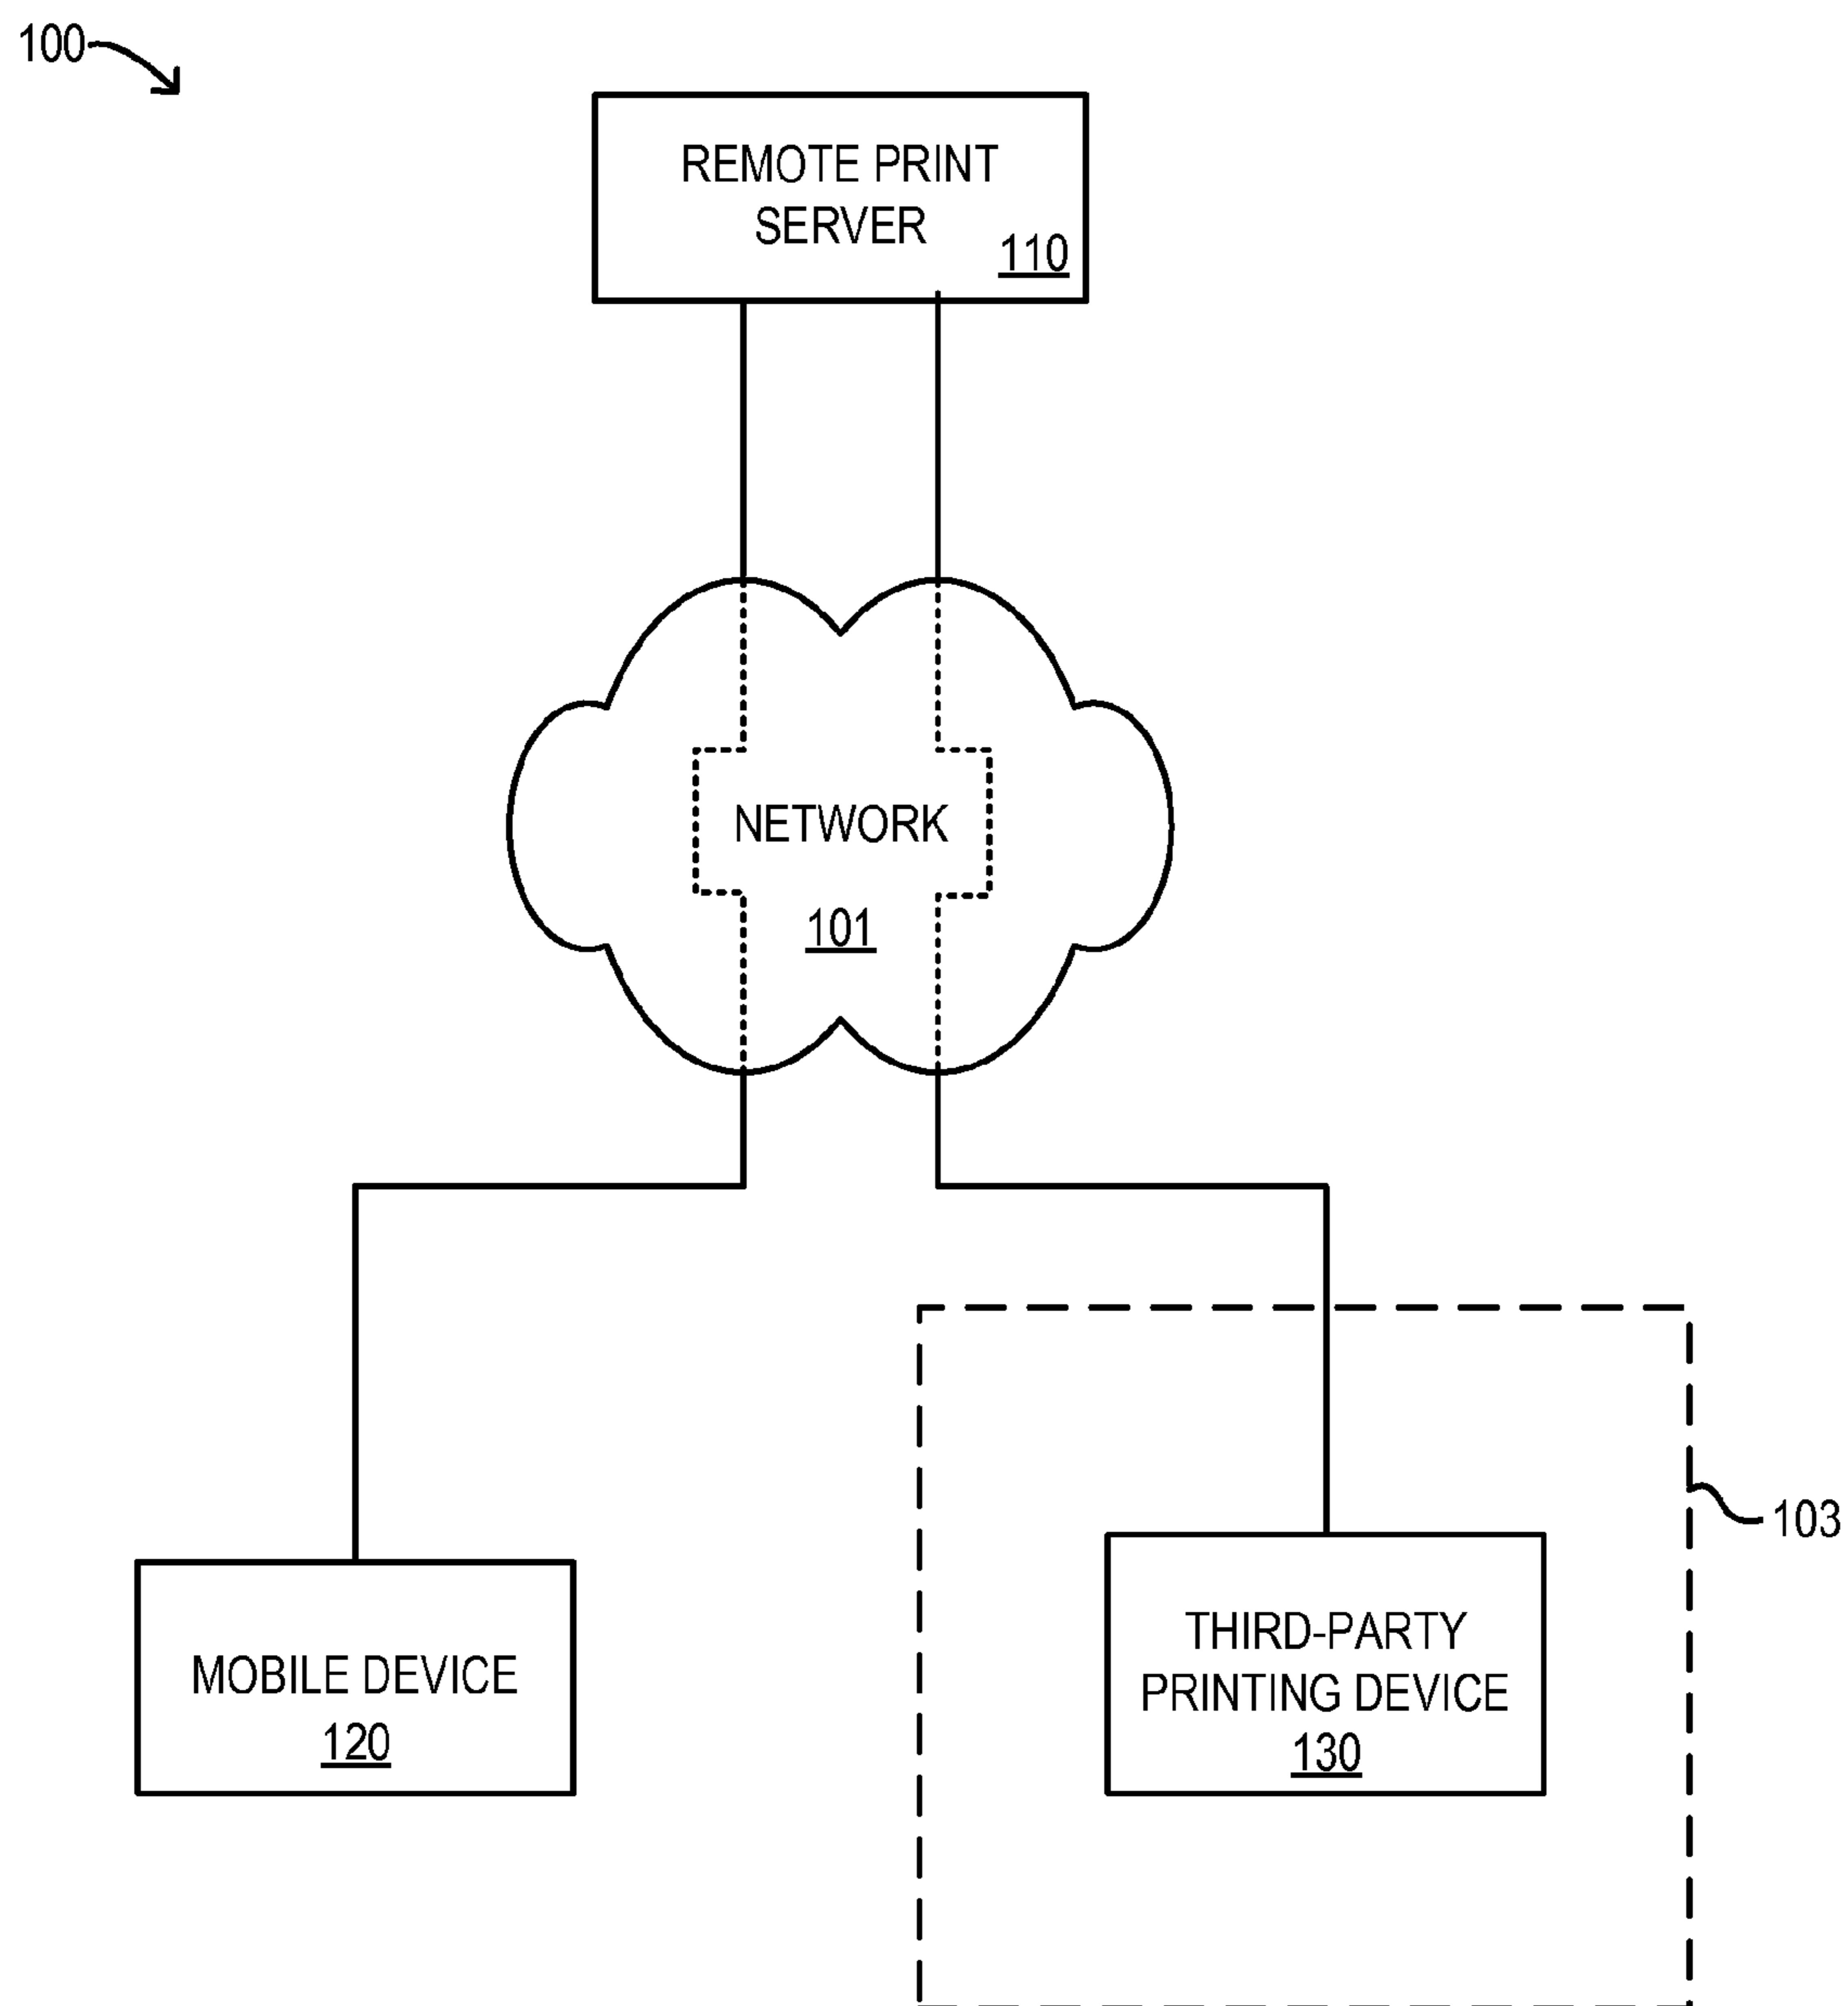 100
REMOTE PRINT
SERVER
110
NETWORK
101
103
MOBILE DEVICE
120
THIRD-PARTY
PRINTING DEVICE
130